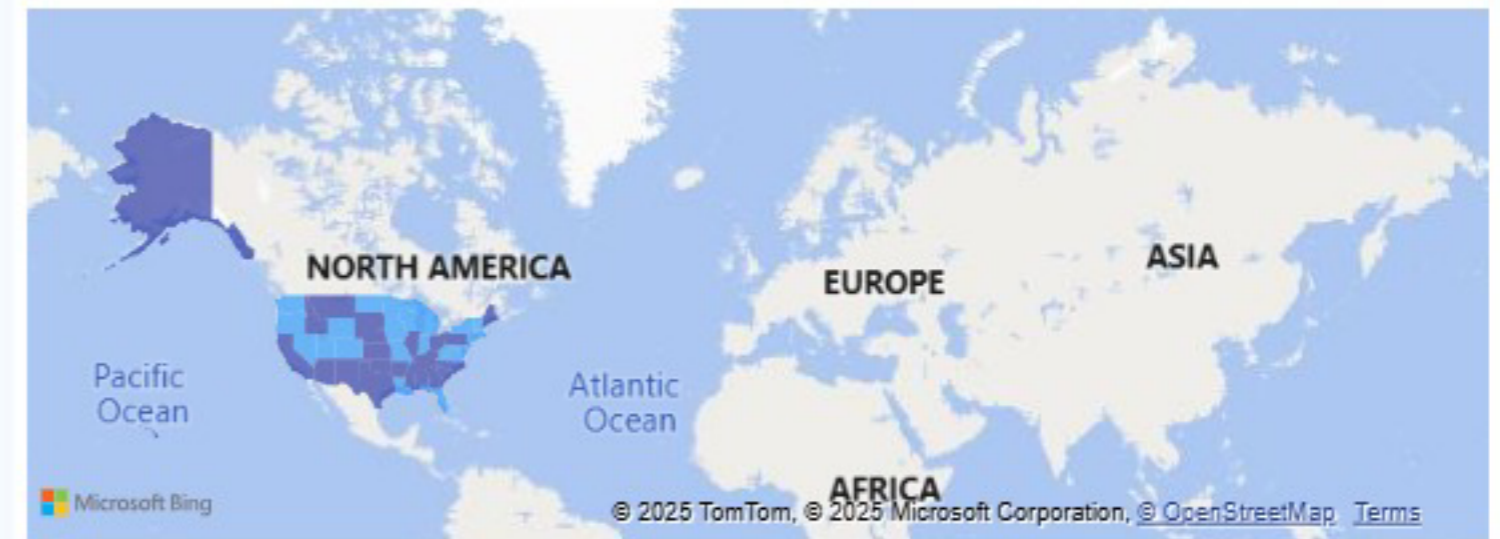 NORTH AMERICA
EUROPE
ASIA
Pacific
Ocean
Atlantic
Ocean
AFRICA
Microsoft Bing
© 2025 TomTom, © 2025 Microsoft Corporation, © OpenStreetMap Terms